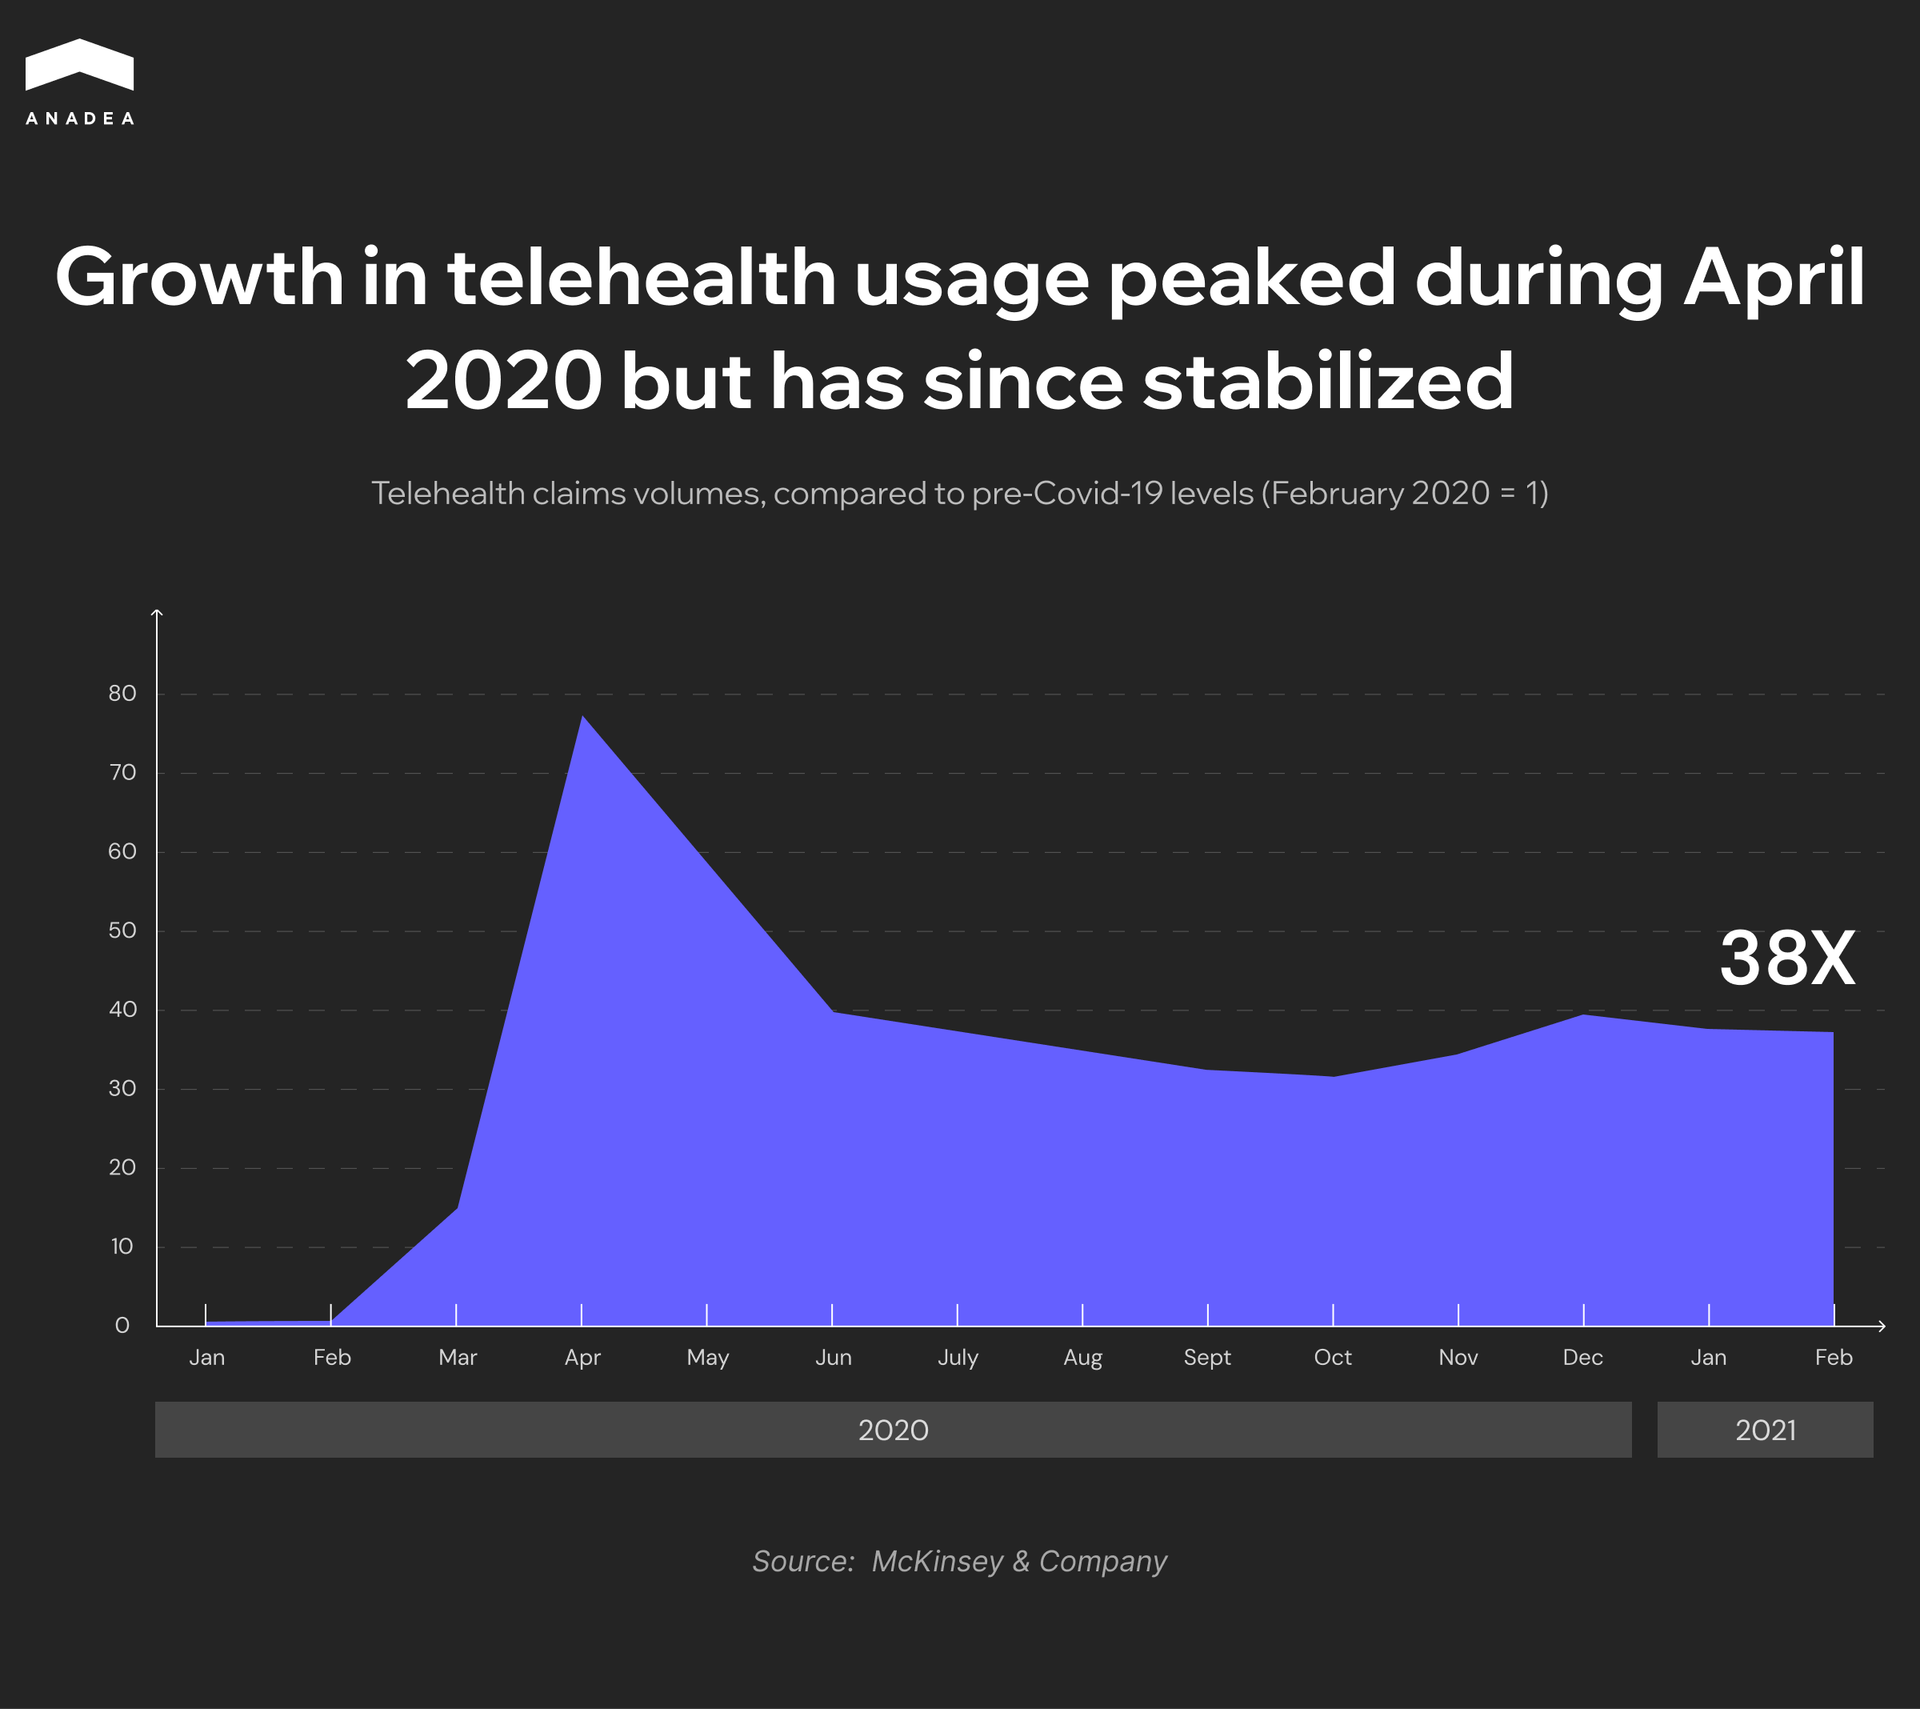 ANADEA
Growth in telehealth usage peaked during April
2020 but has since stabilized
Telehealth claims volumes, compared to pre-Covid-19 levels (February 2020 = 1)
80
70
60
50
38X
40
30
20
10
0
Jan Feb Mar Apr May Jun July Aug Sept Oct Nov Dec Jan Feb
2020 2021
Source: McKinsey & Company